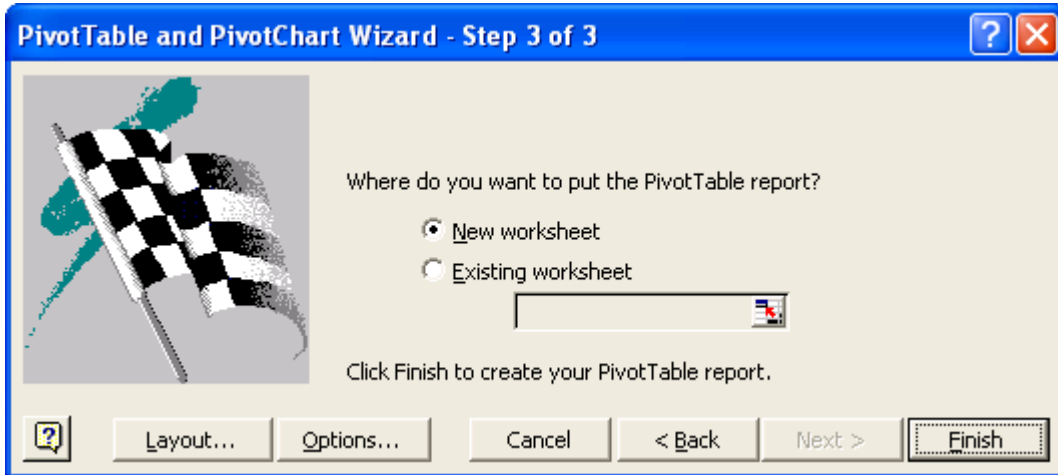 PivotTable and PivotChart Wizard - Step 3 of 3
Where do you want to put the PivotTable report?
New worksheet
Existing worksheet
Click Finish to create your PivotTable report.
Layout... Options... Cancel < Back Next > Finish